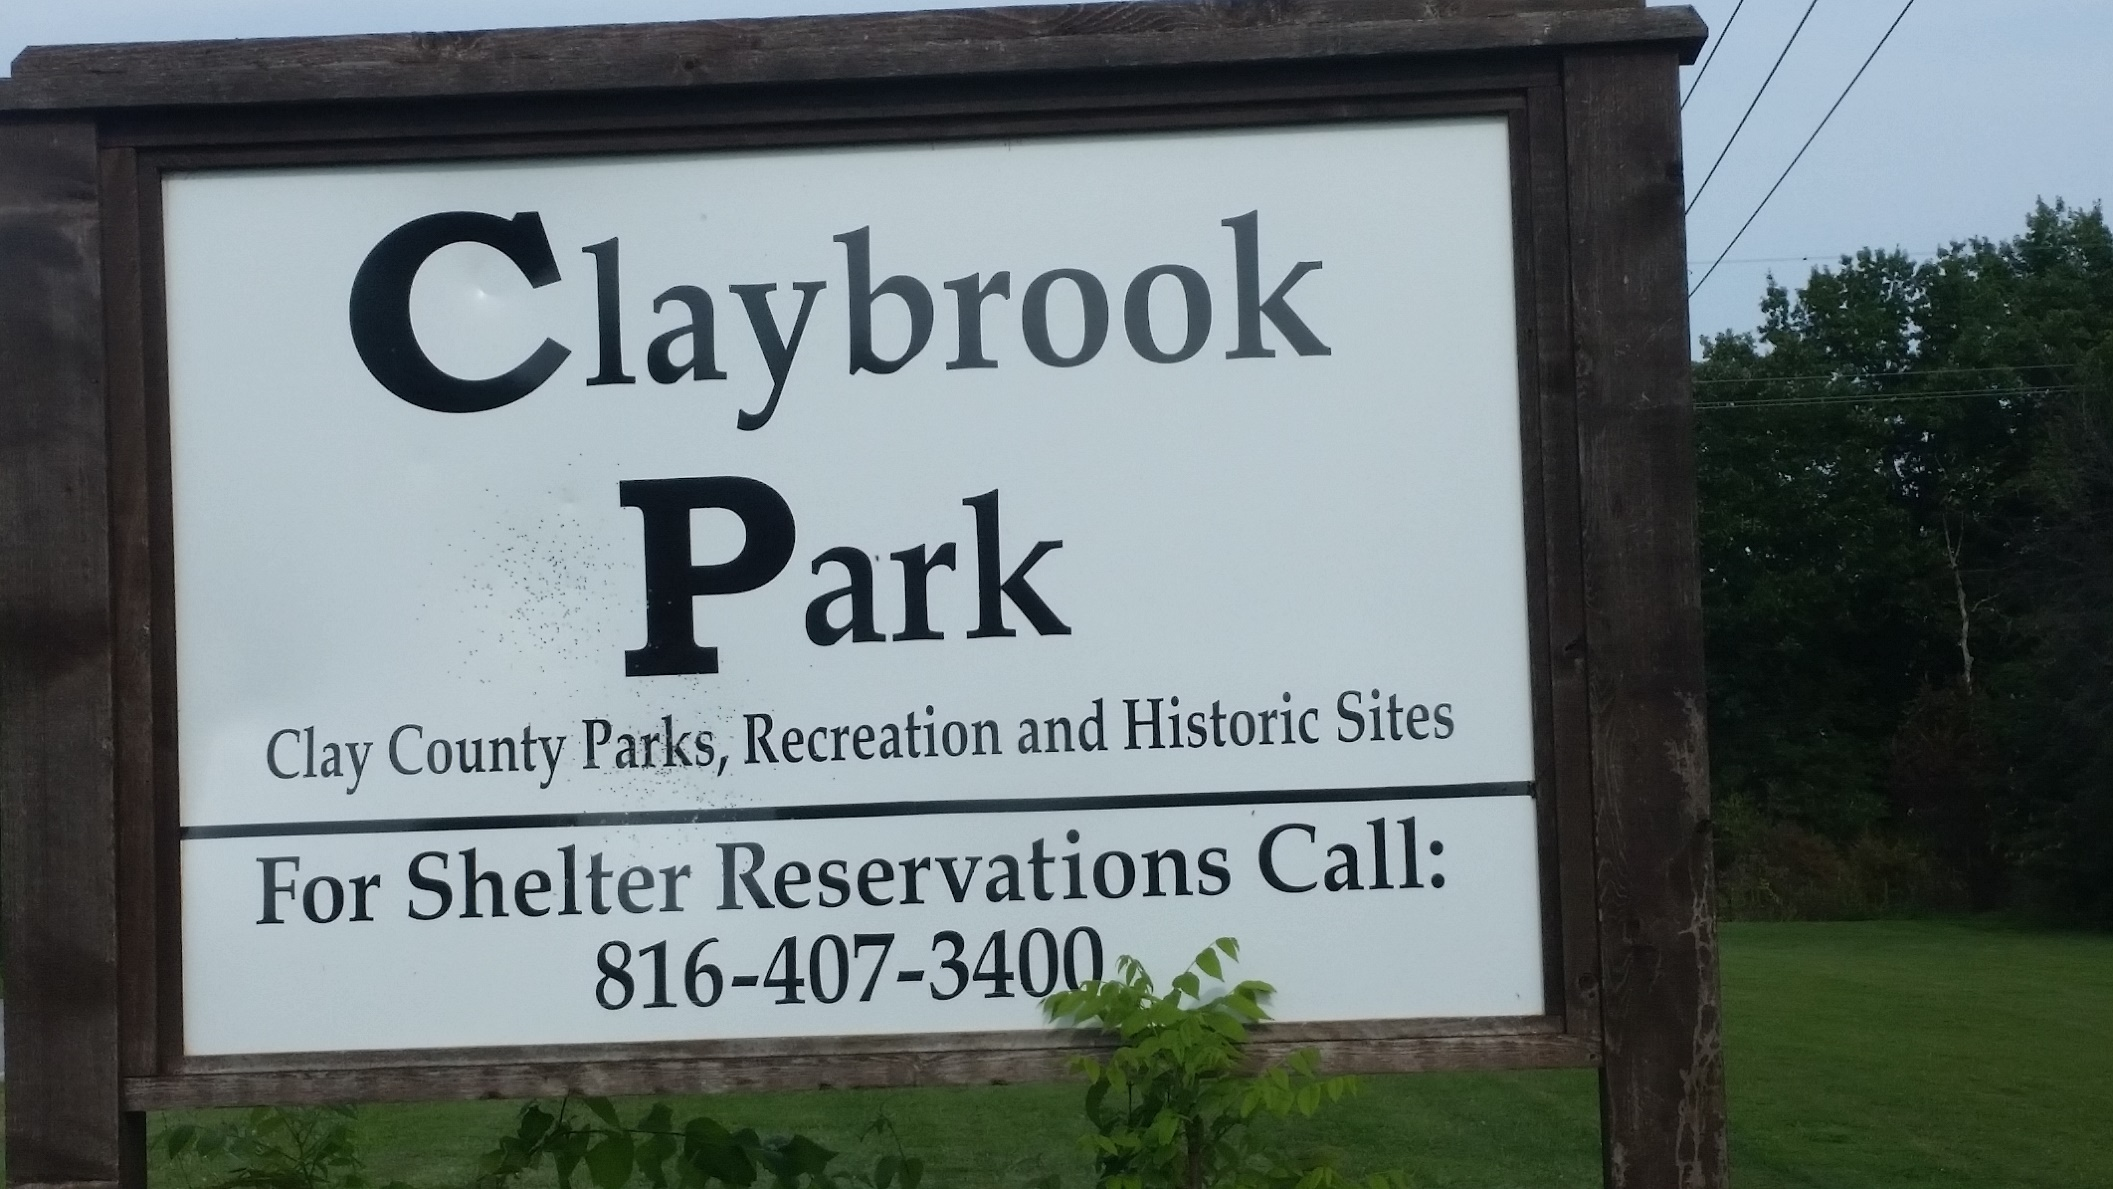 Claybrook
Park
Clay County Parks, Recreation and Historic Sites
For Shelter Reservations Call:
816-407-3400